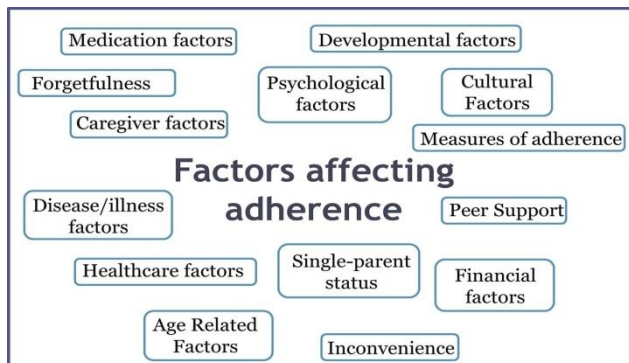 Medication factors
Developmental factors
Forgetfulness
Psychological
factors
Cultural
Factors
Caregiver factors
Measures of adherence
Factors affecting
adherence
Disease/illness
factors
Peer Support
Healthcare factors
Single-parent
status
Financial
factors
Age Related
Factors
Inconvenience